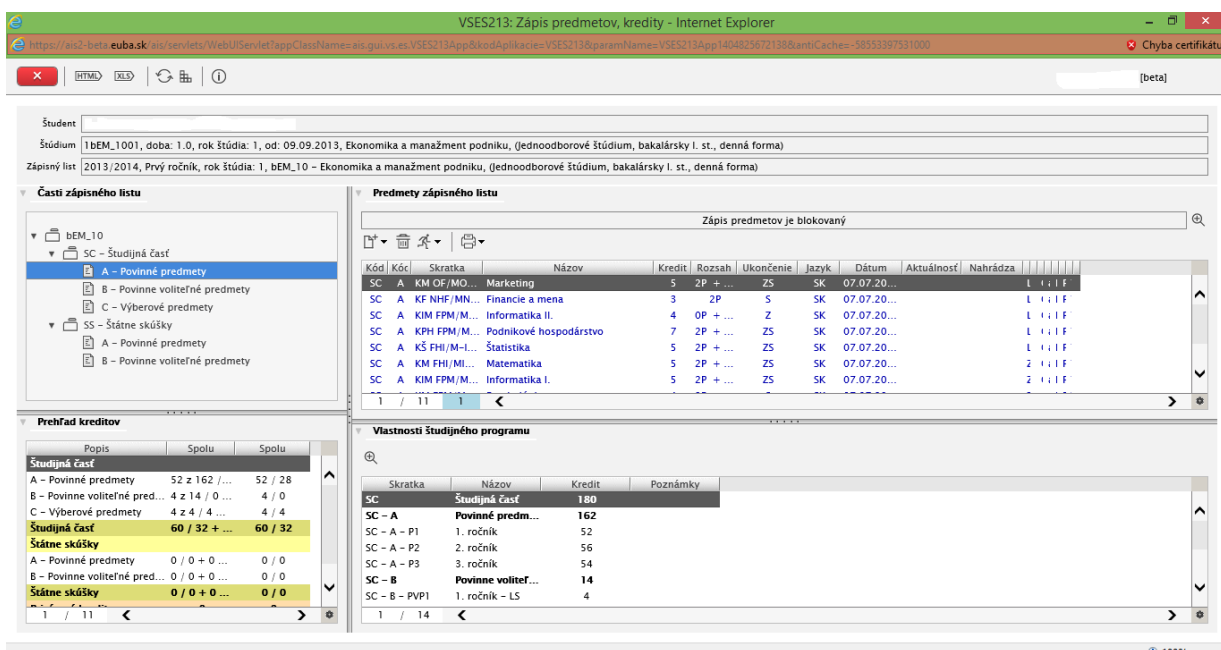 VSES213: Zápis predmetov, kredity - Internet Explorer
https://ais2-beta.euba.sk/ais/servlets/WebUIServlet?appClassName=ais.gui.vs.es.VSES213App&kodAplikacie=VSES213&paramName=VSES213App1404825672138&antiCache=-58553397531000 Chyba certifikátu
HTML XLS [beta]
Študent
Štúdium 1bEM_1001, doba: 1.0, rok štúdia: 1, od: 09.09.2013, Ekonomika a manažment podniku, (Jednoodborové štúdium, bakalársky I. st., denná forma)
Zápisný list 2013/2014, Prvý ročník, rok štúdia: 1, bEM_10 – Ekonomika a manažment podniku, (Jednoodborové štúdium, bakalársky I. st., denná forma)
Časti zápisného listu
bEM_10
SC – Študijná časť
A – Povinné predmety
B – Povinne voliteľné predmety
C – Výberové predmety
SS – Štátne skúšky
A – Povinné predmety
B – Povinne voliteľné predmety
Predmety zápisného listu
Zápis predmetov je blokovaný
Kód Kóc Skratka Názov Kredit Rozsah Ukončenie Jazyk Dátum Aktuálnosť Nahrádza
SC A KM OF/MO... Marketing 5 2P + ... ZS SK 07.07.20...
SC A KF NHF/MN... Financie a mena 3 2P S SK 07.07.20...
SC A KIM FPM/M... Informatika II. 4 0P + ... Z SK 07.07.20...
SC A KPH FPM/M... Podnikové hospodárstvo 7 2P + ... ZS SK 07.07.20...
SC A KŠ FHI/M-I... Štatistika 5 2P + ... ZS SK 07.07.20...
SC A KM FHI/MI... Matematika 5 2P + ... ZS SK 07.07.20...
SC A KIM FPM/M... Informatika I. 5 2P + ... ZS SK 07.07.20...
1 / 11 1
Prehľad kreditov
Popis Spolu Spolu
Študijná časť
A – Povinné predmety 52 z 162 /... 52 / 28
B – Povinne voliteľné pred... 4 z 14 / 0 ... 4 / 0
C – Výberové predmety 4 z 4 / 4 ... 4 / 4
Študijná časť 60 / 32 + ... 60 / 32
Štátne skúšky
A – Povinné predmety 0 / 0 + 0 ... 0 / 0
B – Povinne voliteľné pred... 0 / 0 + 0 ... 0 / 0
Štátne skúšky 0 / 0 + 0 ... 0 / 0
1 / 11
Vlastnosti študijného programu
Skratka Názov Kredit Poznámky
SC Študijná časť 180
SC – A Povinné predm... 162
SC – A – P1 1. ročník 52
SC – A – P2 2. ročník 56
SC – A – P3 3. ročník 54
SC – B Povinne voliteľ... 14
SC – B – PVP1 1. ročník – LS 4
1 / 14